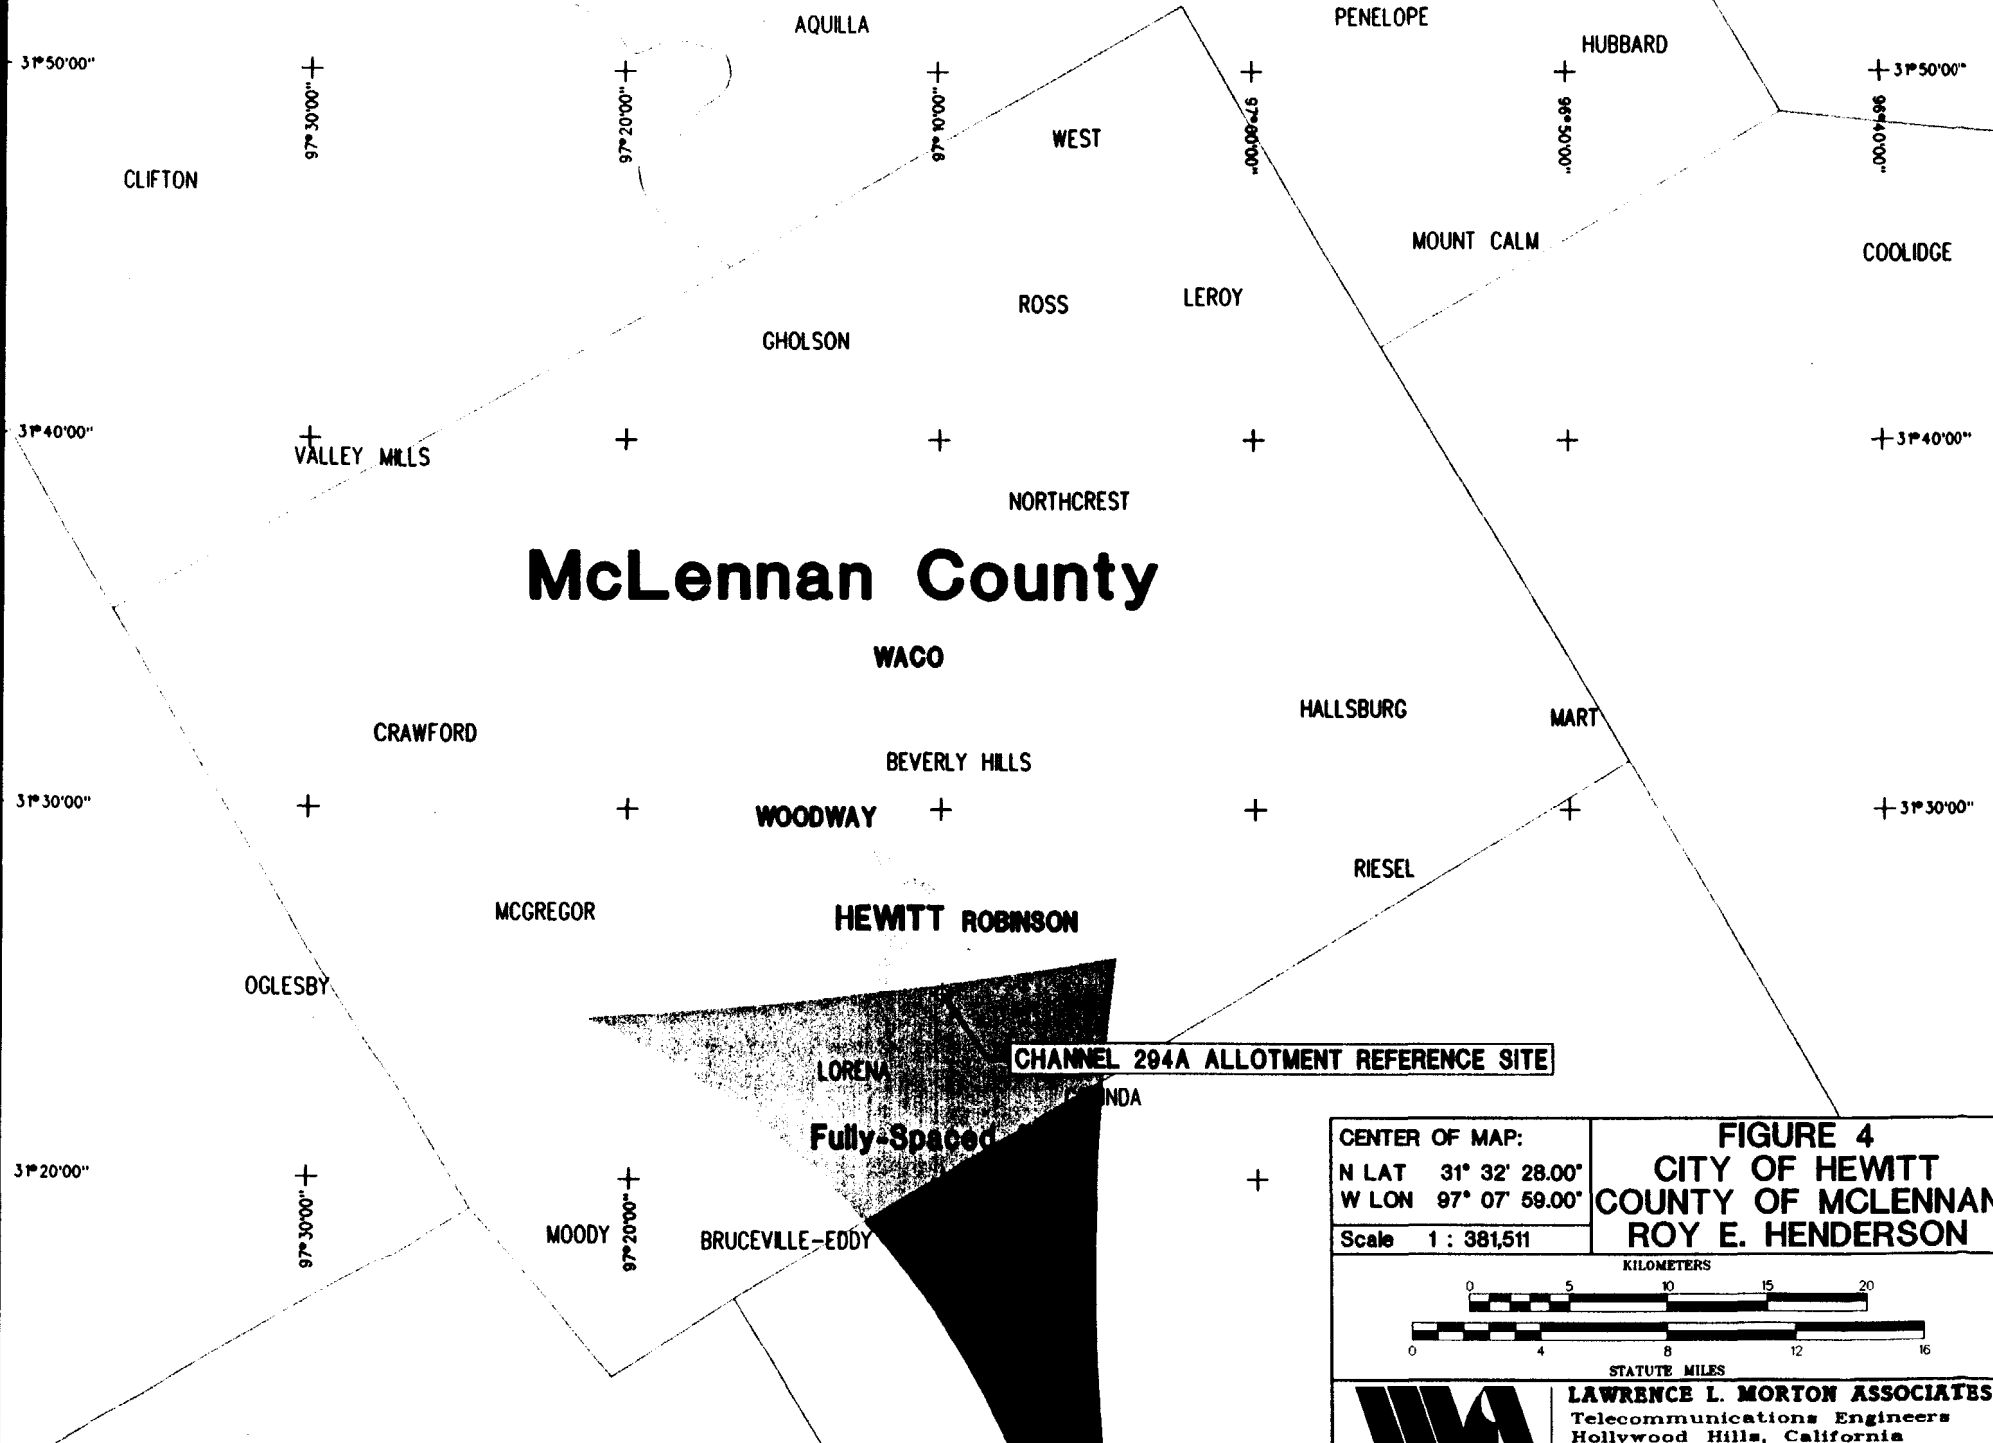 AQUILLA
PENELOPE
HUBBARD
31°50'00"
97°30'00"
97°20'00"
97°10'00"
97°00'00"
96°50'00"
96°40'00"
31°50'00"
WEST
CLIFTON
MOUNT CALM
COOLIDGE
ROSS
LEROY
GHOLSON
31°40'00"
VALLEY MILLS
31°40'00"
NORTHCREST
McLennan County
WACO
CRAWFORD
HALLSBURG
MART
BEVERLY HILLS
31°30'00"
WOODWAY
31°30'00"
RIESEL
MCGREGOR
HEWITT ROBINSON
OGLESBY
LORENA
CHANNEL 294A ALLOTMENT REFERENCE SITE
NDA
Fully-Spaced
31°20'00"
97°30'00"
97°20'00"
MOODY
BRUCEVILLE-EDDY
CENTER OF MAP:
N LAT 31° 32' 28.00"
W LON 97° 07' 59.00"
Scale 1 : 381,511
FIGURE 4
CITY OF HEWITT
COUNTY OF MCLENNAN
ROY E. HENDERSON
KILOMETERS
0 5 10 15 20
0 4 8 12 16
STATUTE MILES
LAWRENCE L. MORTON ASSOCIATES
Telecommunications Engineers
Hollywood Hills, California